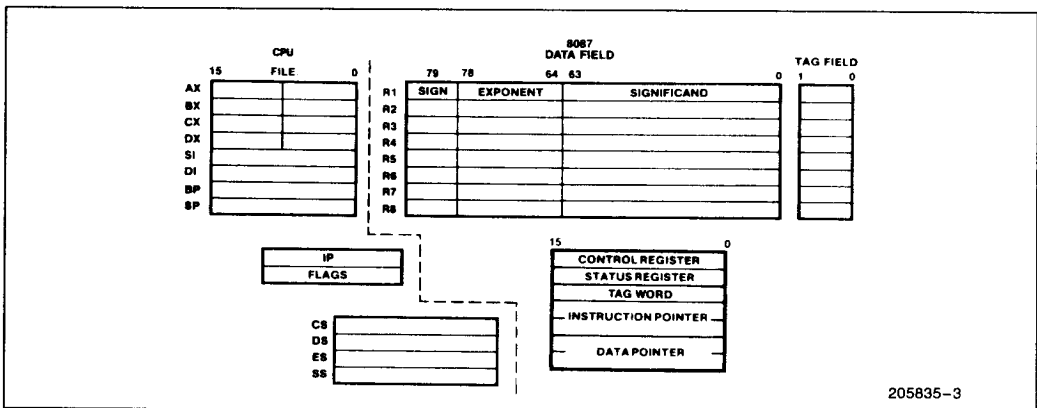 CPU
15 FILE 0
AX
BX
CX
DX
SI
DI
BP
SP
IP
FLAGS
CS
DS
ES
SS
8087
DATA FIELD
79 78 64 63 0
R1 SIGN EXPONENT SIGNIFICAND
R2
R3
R4
R5
R6
R7
R8
TAG FIELD
1 0
15 0
CONTROL REGISTER
STATUS REGISTER
TAG WORD
INSTRUCTION POINTER
DATA POINTER
205835-3